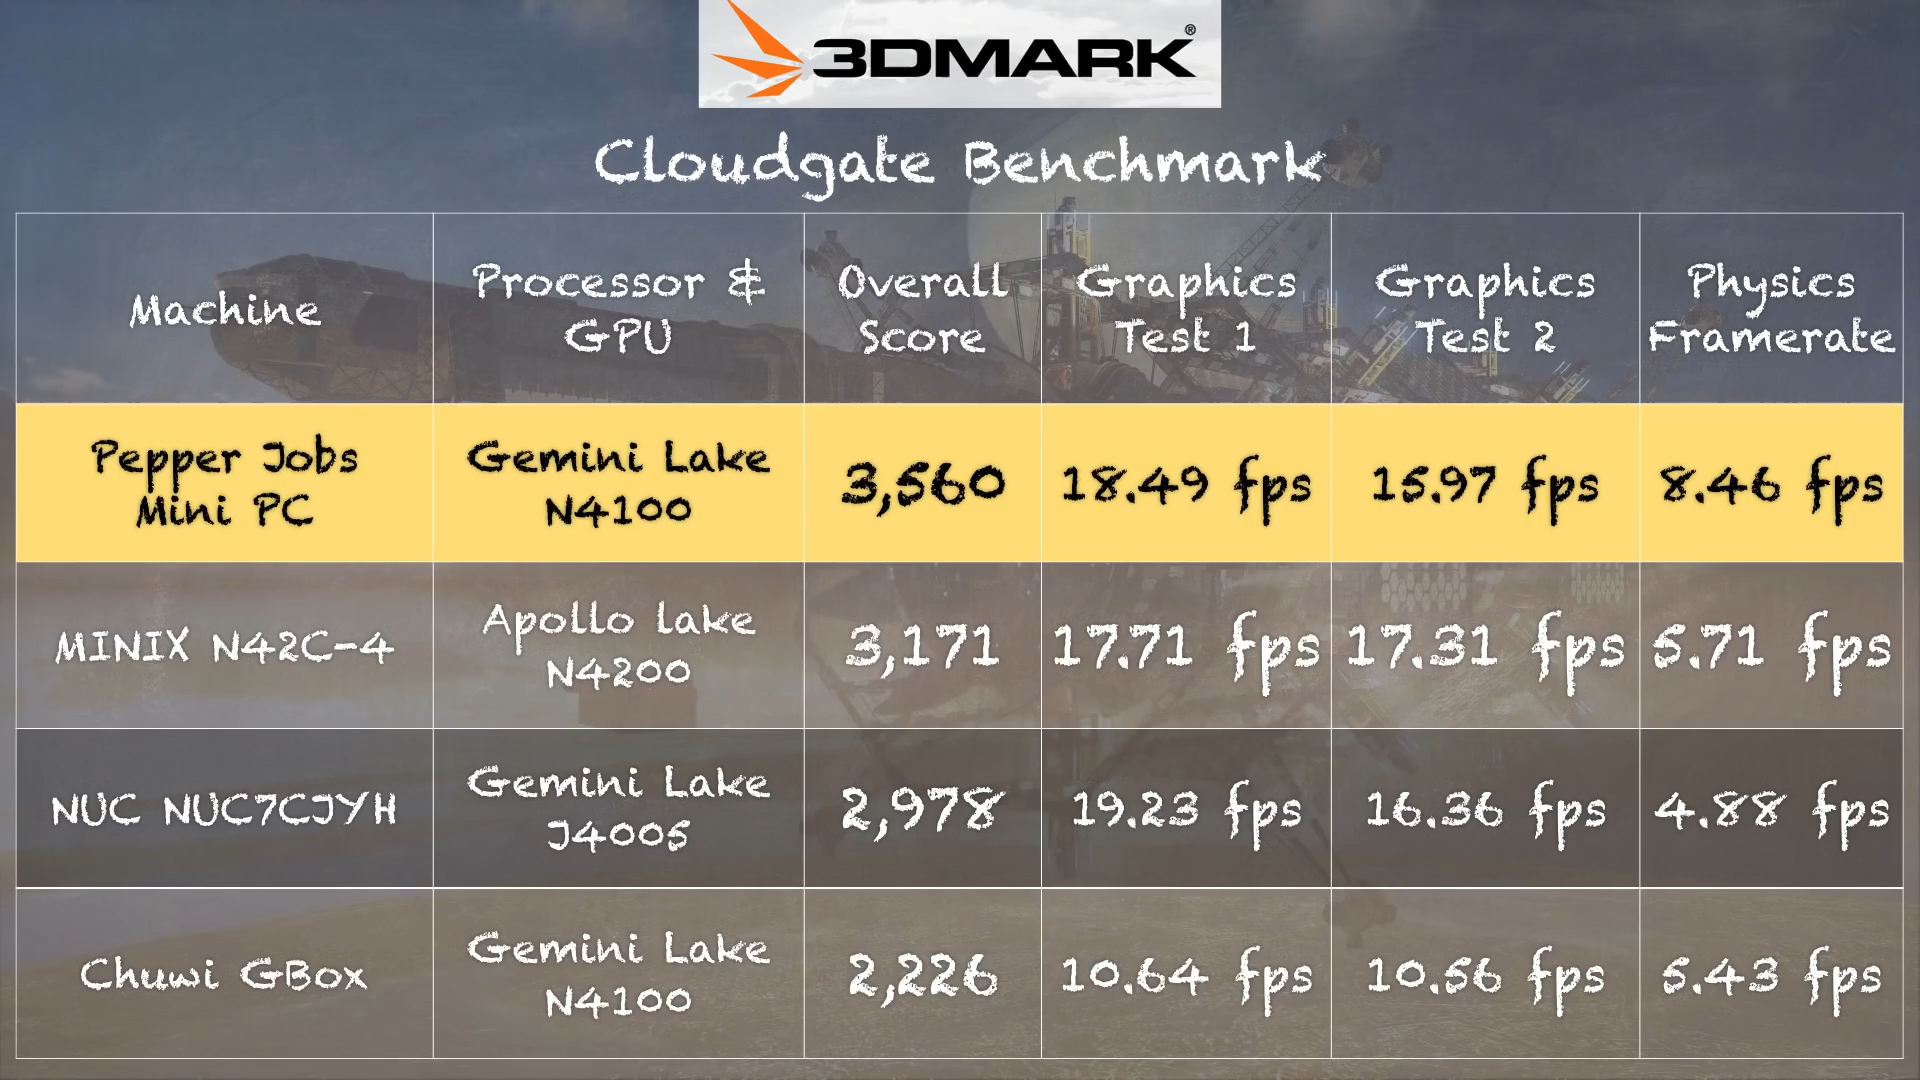 3DMARK®
Cloudgate Benchmark
Machine
Processor &
GPU
Overall
Score
Graphics
Test 1
Graphics
Test 2
Physics
Framerate
Pepper Jobs
Mini PC
Gemini Lake
N4100
3,560
18.49 fps
15.97 fps
8.46 fps
MINIX N42C-4
Apollo lake
N4200
3,171
17.71 fps
17.31 fps
5.71 fps
NUC NUC7CJYH
Gemini Lake
J4005
2,978
19.23 fps
16.36 fps
4.88 fps
Chuwi GBox
Gemini Lake
N4100
2,226
10.64 fps
10.56 fps
5.43 fps